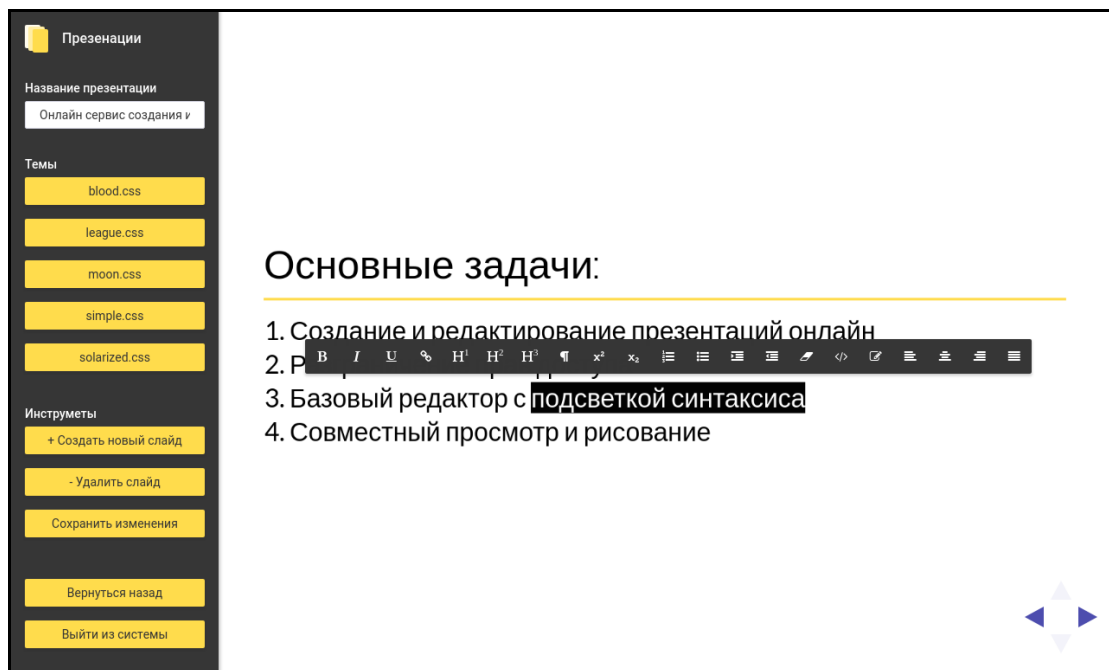 Презенации
Название презентации
Онлайн сервис создания и
Темы
blood.css
league.css
moon.css
simple.css
solarized.css
Инструметы
+ Создать новый слайд
- Удалить слайд
Сохранить изменения
Вернуться назад
Выйти из системы
Основные задачи:
1. Создание и редактирование презентаций онлайн
B I U H1 H2 H3 ¶ x² x₂ </>
2. Р
3. Базовый редактор с подсветкой синтаксиса
4. Совместный просмотр и рисование